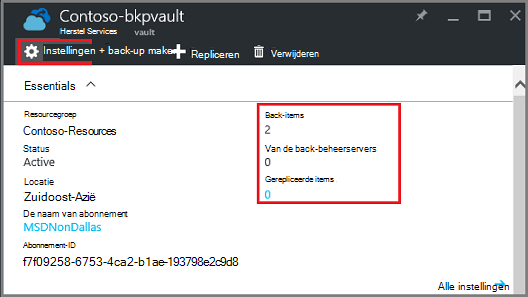 Contoso-bkpvault
Herstel Services vault
Instellingen + back-up maken Repliceren Verwijderen
Essentials
Resourcegroep
Contoso-Resources
Status
Active
Locatie
Zuidoost-Azië
De naam van abonnement
MSDNonDallas
Abonnement-ID
f7f09258-6753-4ca2-b1ae-193798e2c9d8
Back-items
2
Van de back-beheerservers
0
Gerepliceerde items
0
Alle instellingen